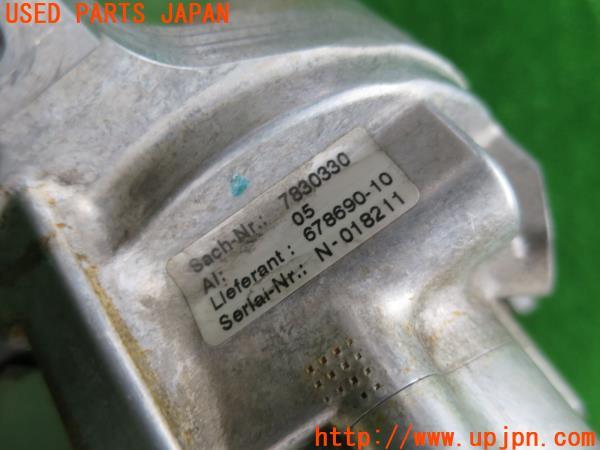 USED PARTS JAPAN
Sach-Nr.: 7830330
AI: 05
Lieferant : 678690-10
Serial-Nr.: N-018211
http://www.upjpn.com